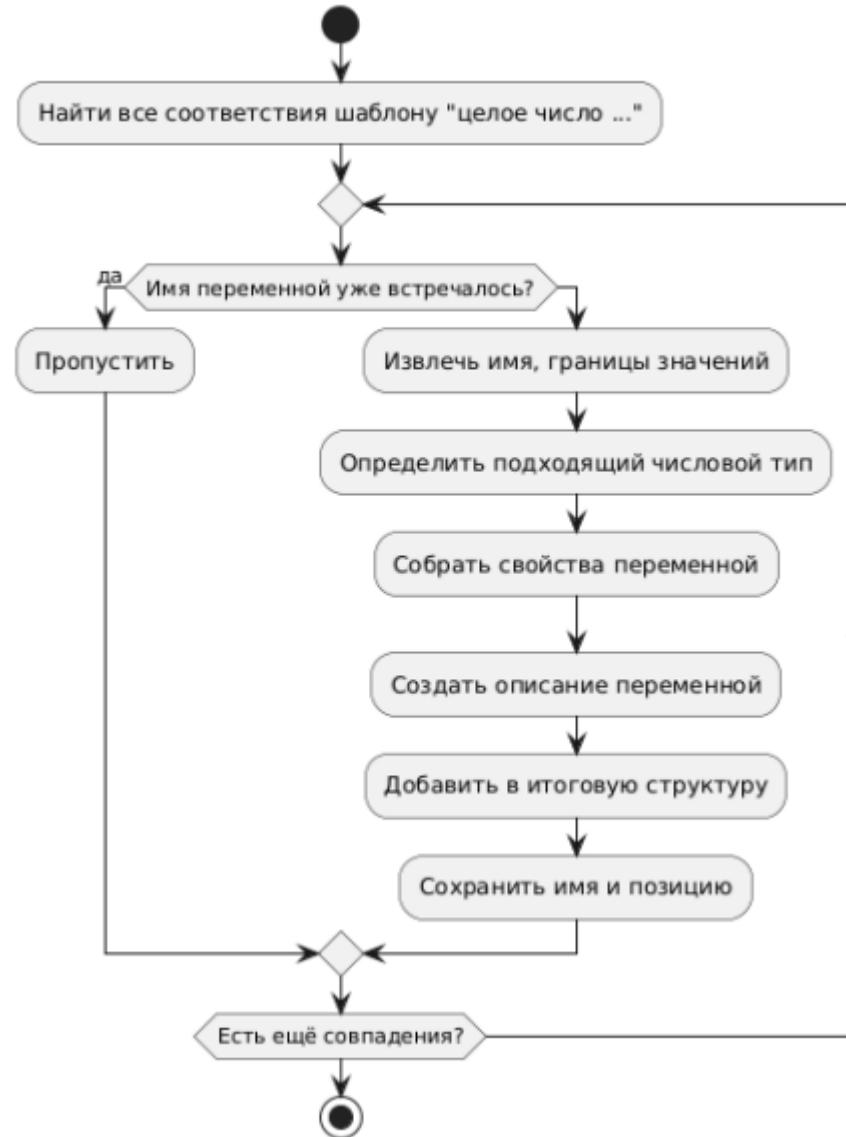 Найти все соответствия шаблону "целое число ..."
да
Имя переменной уже встречалось?
Пропустить
Извлечь имя, границы значений
Определить подходящий числовой тип
Собрать свойства переменной
Создать описание переменной
Добавить в итоговую структуру
Сохранить имя и позицию
Есть ещё совпадения?